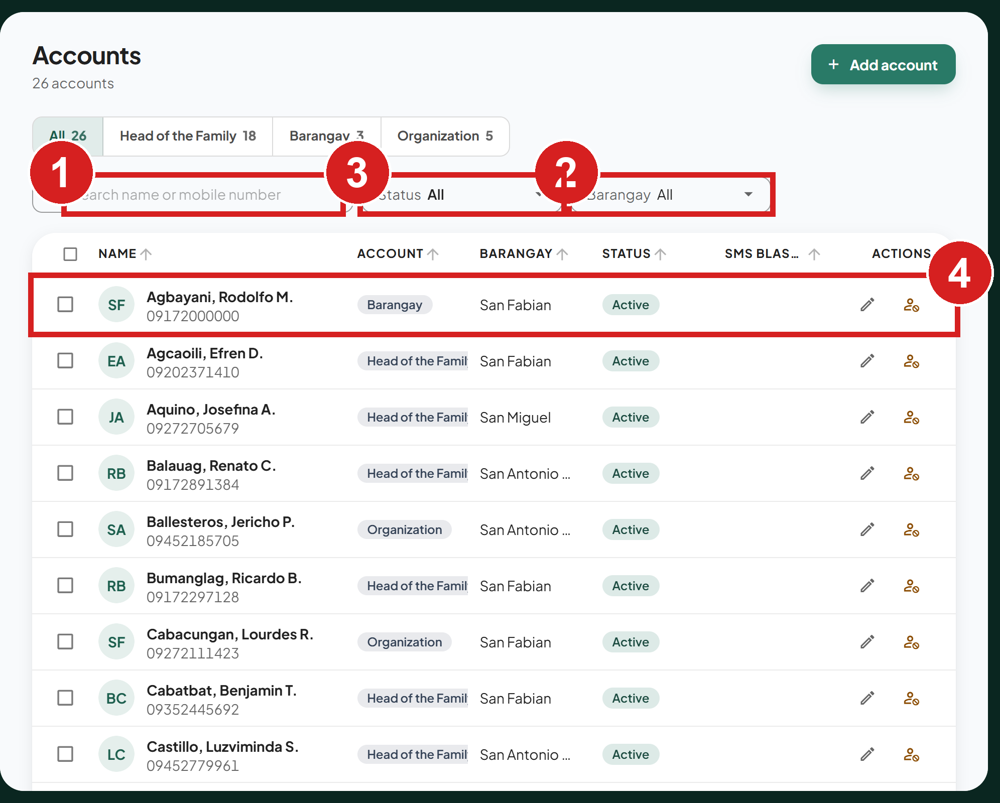 Accounts
26 accounts
+ Add account
All 26
Head of the Family 18
Barangay 3
Organization 5
1
3
2
earch name or mobile number
Status All
Barangay All
NAME
ACCOUNT
BARANGAY
STATUS
SMS BLAS...
ACTIONS
4
SF
Agbayani, Rodolfo M.
09172000000
Barangay
San Fabian
Active
EA
Agcaoili, Efren D.
09202371410
Head of the Famil
San Fabian
Active
JA
Aquino, Josefina A.
09272705679
Head of the Famil
San Miguel
Active
RB
Balauag, Renato C.
09172891384
Head of the Famil
San Antonio ...
Active
SA
Ballesteros, Jericho P.
09452185705
Organization
San Antonio ...
Active
RB
Bumanglag, Ricardo B.
09172297128
Head of the Famil
San Fabian
Active
SF
Cabacungan, Lourdes R.
09272111423
Organization
San Fabian
Active
BC
Cabatbat, Benjamin T.
09352445692
Head of the Famil
San Fabian
Active
LC
Castillo, Luzviminda S.
09452779961
Head of the Famil
San Antonio ...
Active